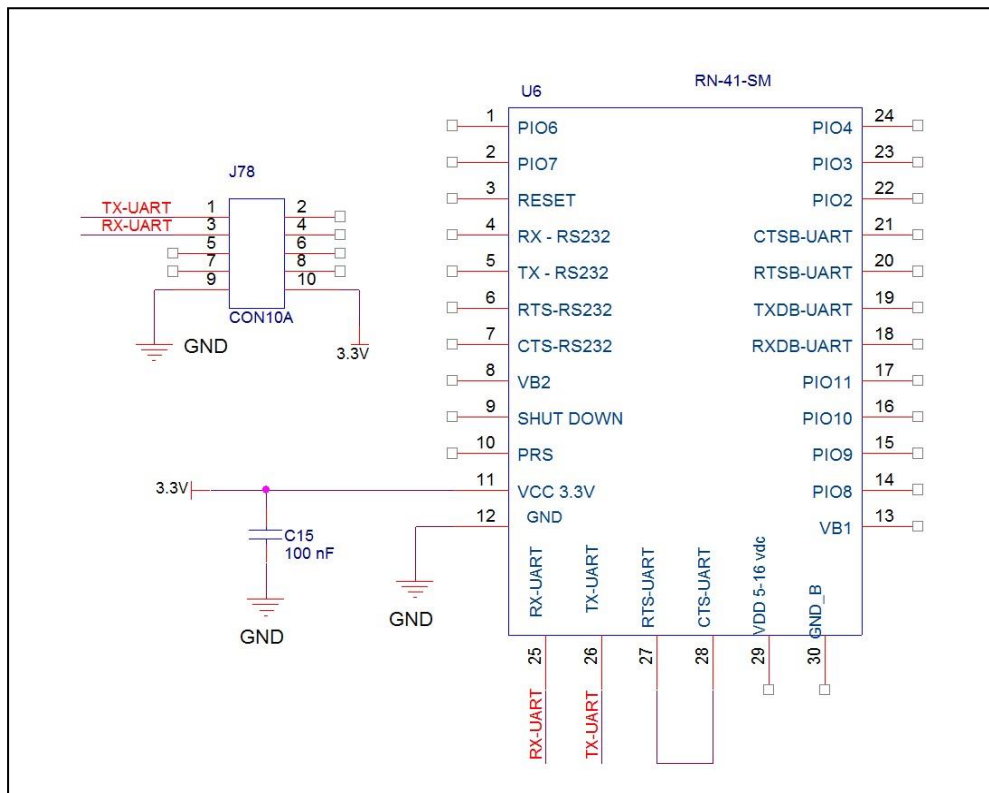 RN-41-SM
U6
1 PIO6
2 PIO7
3 RESET
4 RX - RS232
5 TX - RS232
6 RTS-RS232
7 CTS-RS232
8 VB2
9 SHUT DOWN
10 PRS
11 VCC 3.3V
12 GND
PIO4 24
PIO3 23
PIO2 22
CTSB-UART 21
RTSB-UART 20
TXDB-UART 19
RXDB-UART 18
PIO11 17
PIO10 16
PIO9 15
PIO8 14
VB1 13
RX-UART 25
TX-UART 26
RTS-UART 27
CTS-UART 28
VDD 5-16 vdc 29
GND_B 30
RX-UART
TX-UART
J78
TX-UART 1 2
RX-UART 3 4
5 6
7 8
9 10
CON10A
GND
3.3V
3.3V
C15
100 nF
GND
GND